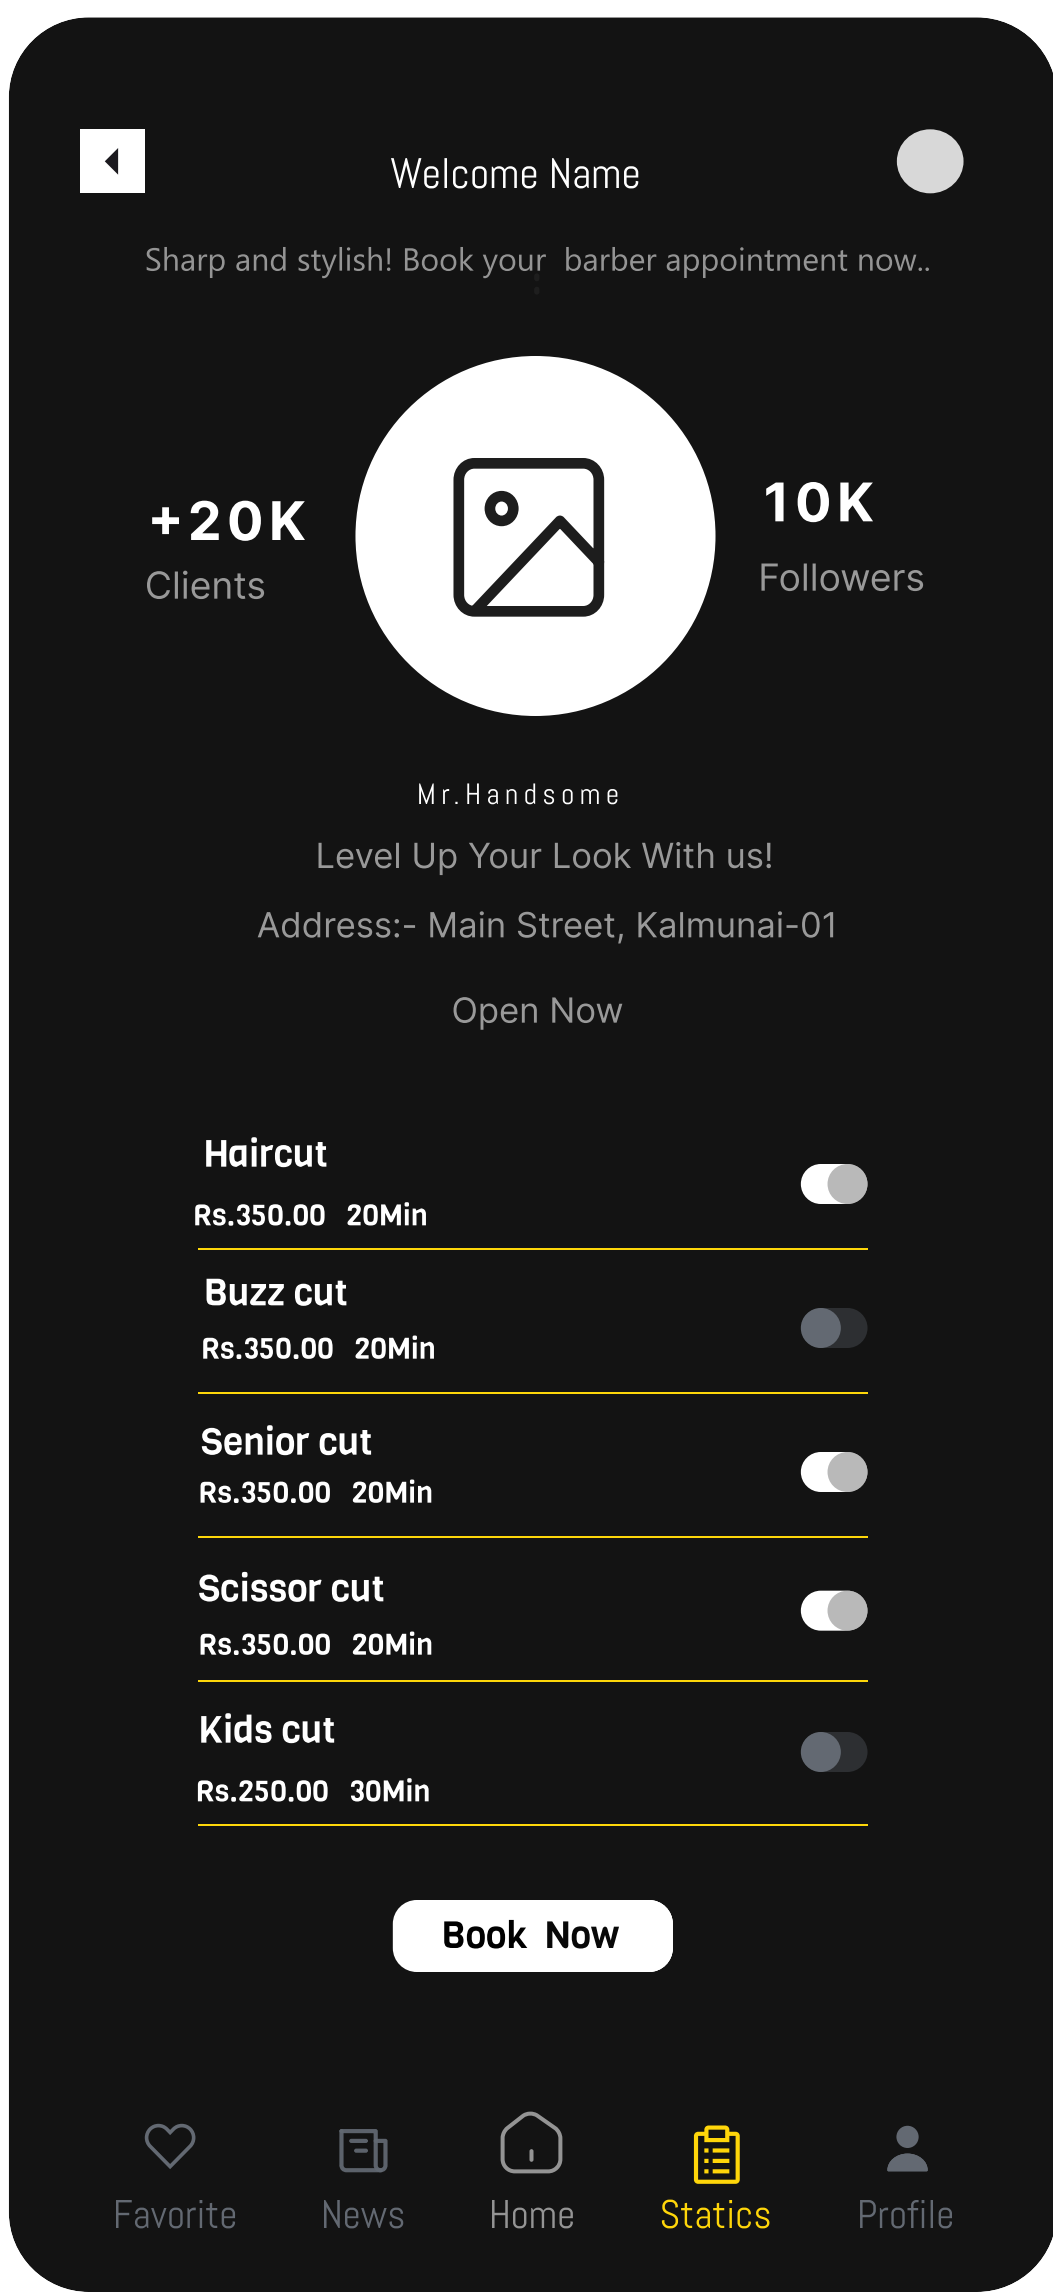 Welcome Name
Sharp and stylish! Book your  barber appointment now..
:
+20K
Clients
10K
Followers
Mr.Handsome
Level Up Your Look With us!
Address:- Main Street, Kalmunai-01
Open Now
Haircut
Rs.350.00 20Min
Buzz cut
Rs.350.00 20Min
Senior cut
Rs.350.00 20Min
Scissor cut
Rs.350.00 20Min
Kids cut
Rs.250.00 30Min
Book Now
Favorite News Home Statics Profile